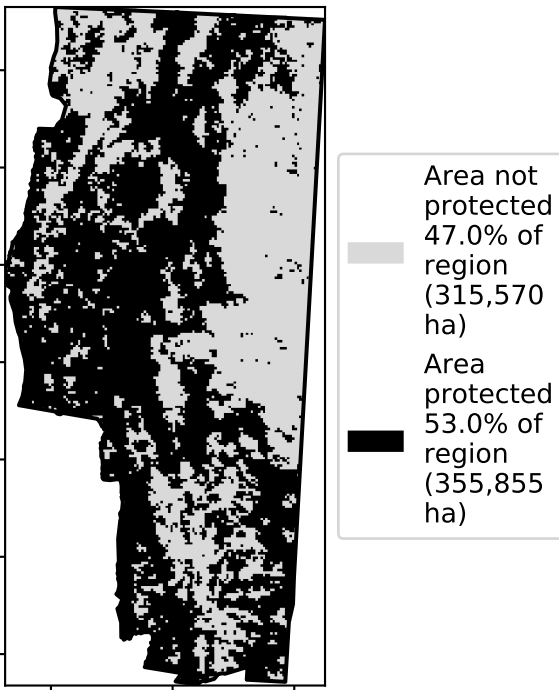 Area not
protected
47.0% of
region
(315,570
ha)
Area
protected
53.0% of
region
(355,855
ha)